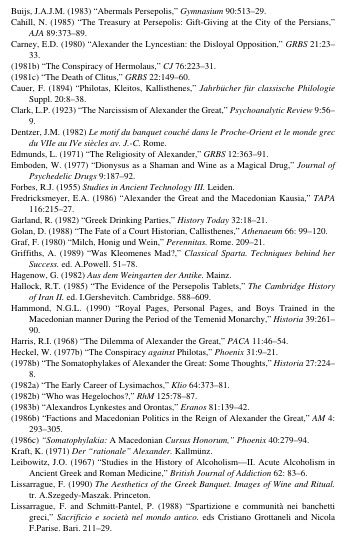 Buijs, J.A.J.M. (1983) “Abermals Persepolis,” Gymnasium 90:513–29.
Cahill, N. (1985) “The Treasury at Persepolis: Gift-Giving at the City of the Persians,”
AJA 89:373–89.
Carney, E.D. (1980) “Alexander the Lyncestian: the Disloyal Opposition,” GRBS 21:23–
33.
(1981b) “The Conspiracy of Hermolaus,” CJ 76:223–31.
(1981c) “The Death of Clitus,” GRBS 22:149–60.
Cauer, F. (1894) “Philotas, Kleitos, Kallisthenes,” Jahrbücher für classische Philologie
Suppl. 20:8–38.
Clark, L.P. (1923) “The Narcissism of Alexander the Great,” Psychoanalytic Review 9:56–
9.
Dentzer, J.M. (1982) Le motif du banquet couché dans le Proche-Orient et le monde grec
du VIIe au IVe siècles av. J.-C. Rome.
Edmunds, L. (1971) “The Religiosity of Alexander,” GRBS 12:363–91.
Emboden, W. (1977) “Dionysus as a Shaman and Wine as a Magical Drug,” Journal of
Psychedelic Drugs 9:187–92.
Forbes, R.J. (1955) Studies in Ancient Technology III. Leiden.
Fredricksmeyer, E.A. (1986) “Alexander the Great and the Macedonian Kausia,” TAPA
116:215–27.
Garland, R. (1982) “Greek Drinking Parties,” History Today 32:18–21.
Golan, D. (1988) “The Fate of a Court Historian, Callisthenes,” Athenaeum 66: 99–120.
Graf, F. (1980) “Milch, Honig und Wein,” Perennitas. Rome. 209–21.
Griffiths, A. (1989) “Was Kleomenes Mad?,” Classical Sparta. Techniques behind her
Success. ed. A.Powell. 51–78.
Hagenow, G. (1982) Aus dem Weingarten der Antike. Mainz.
Hallock, R.T. (1985) “The Evidence of the Persepolis Tablets,” The Cambridge History
of Iran II. ed. I.Gershevitch. Cambridge. 588–609.
Hammond, N.G.L. (1990) “Royal Pages, Personal Pages, and Boys Trained in the
Macedonian manner During the Period of the Temenid Monarchy,” Historia 39:261–
90.
Harris, R.I. (1968) “The Dilemma of Alexander the Great,” PACA 11:46–54.
Heckel, W. (1977b) “The Conspiracy against Philotas,” Phoenix 31:9–21.
(1978b) “The Somatophylakes of Alexander the Great: Some Thoughts,” Historia 27:224–
8.
(1982a) “The Early Career of Lysimachos,” Klio 64:373–81.
(1982b) “Who was Hegelochos?,” RhM 125:78–87.
(1983b) “Alexandros Lynkestes and Orontas,” Eranos 81:139–42.
(1986b) “Factions and Macedonian Politics in the Reign of Alexander the Great,” AM 4:
293–305.
(1986c) “Somatophylakia: A Macedonian Cursus Honorum,” Phoenix 40:279–94.
Kraft, K. (1971) Der “rationale” Alexander. Kallmünz.
Leibowitz, J.O. (1967) “Studies in the History of Alcoholism—II. Acute Alcoholism in
Ancient Greek and Roman Medicine,” British Journal of Addiction 62: 83–6.
Lissarrague, F. (1990) The Aesthetics of the Greek Banquet. Images of Wine and Ritual.
tr. A.Szegedy-Maszak. Princeton.
Lissarrague, F. and Schmitt-Pantel, P. (1988) “Spartizione e communità nei banchetti
greci,” Sacrificio e società nel mondo antico. eds Cristiano Grottaneli and Nicola
F.Parise. Bari. 211–29.